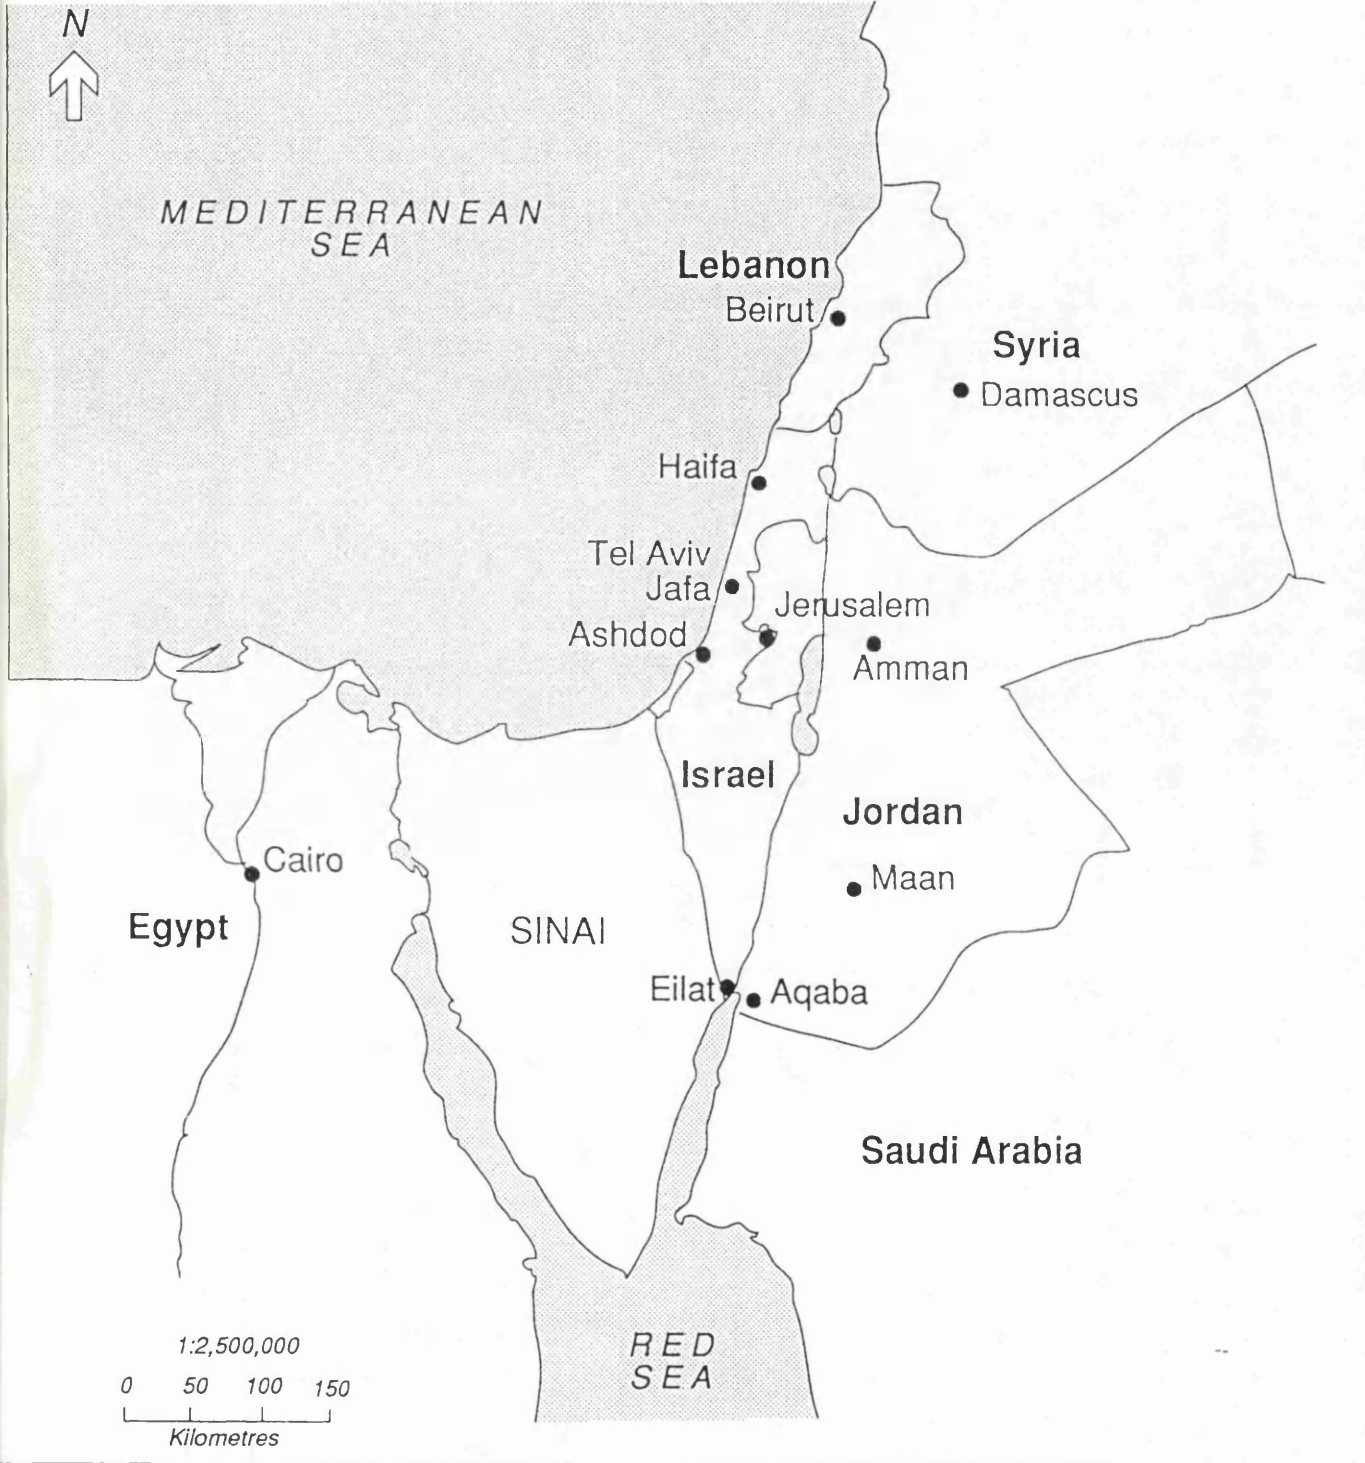 N
MEDITERRANEAN
SEA
Lebanon
Beirut
Syria
Damascus
Haifa
Tel Aviv
Jafa
Jerusalem
Ashdod
Amman
Israel
Jordan
Cairo
Maan
Egypt
SINAI
Eilat
Aqaba
Saudi Arabia
RED
SEA
1:2,500,000
0 50 100 150
Kilometres